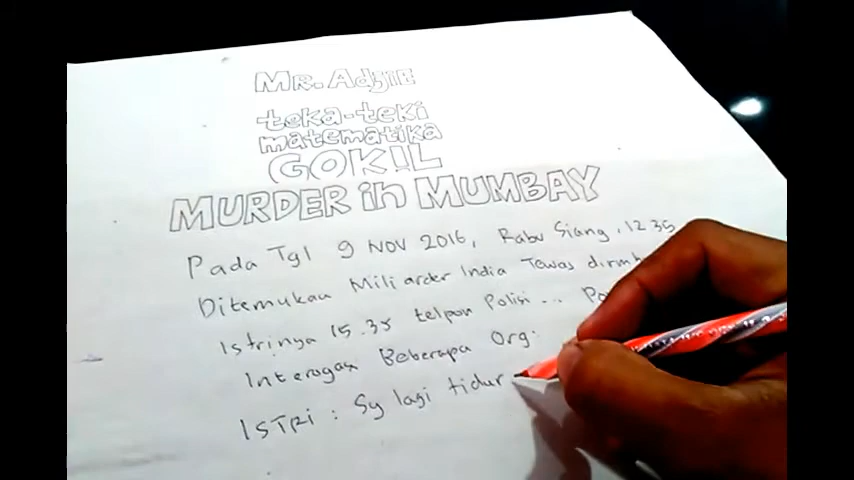 MR. AdjiE
teka-teki
matematika
GOK!L
MURDER in MUMBAY
Pada Tgl 9 NOV 2016, Rabu Siang, 12.35
Ditemukan Miliarder India Tewas
Istrinya 15.35 telpon Polisi ...
Interogasi Beberapa Org:
ISTRI : Sy lagi tidur